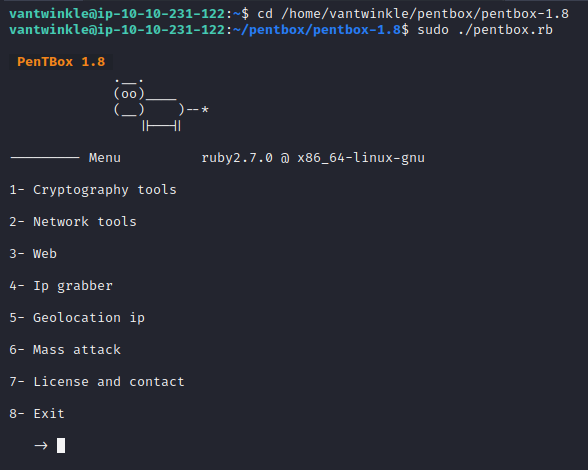 vantwinkle@ip-10-10-231-122:~$ cd /home/vantwinkle/pentbox/pentbox-1.8
vantwinkle@ip-10-10-231-122:~/pentbox/pentbox-1.8$ sudo ./pentbox.rb
PenTBox 1.8
.__.
(oo)____
(__)    )--*
||---||
--------- Menu          ruby2.7.0 @ x86_64-linux-gnu
1- Cryptography tools
2- Network tools
3- Web
4- Ip grabber
5- Geolocation ip
6- Mass attack
7- License and contact
8- Exit
->